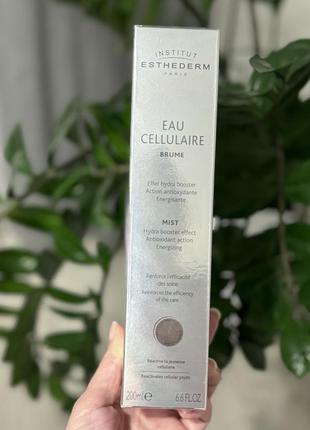 INSTITUT
ESTHEDERM
PARIS
EAU
CELLULAIRE
BRUME
Effet hydra booster
Action antioxydante
Energisante
MIST
Hydra booster effect
Antioxidant action
Energizing
Renforce l'efficacité
des soins
Reinforces the efficiency
of the care
Réactive la jeunesse
cellulaire
Reactivates cellular youth
200ml e 6.6 FL.OZ